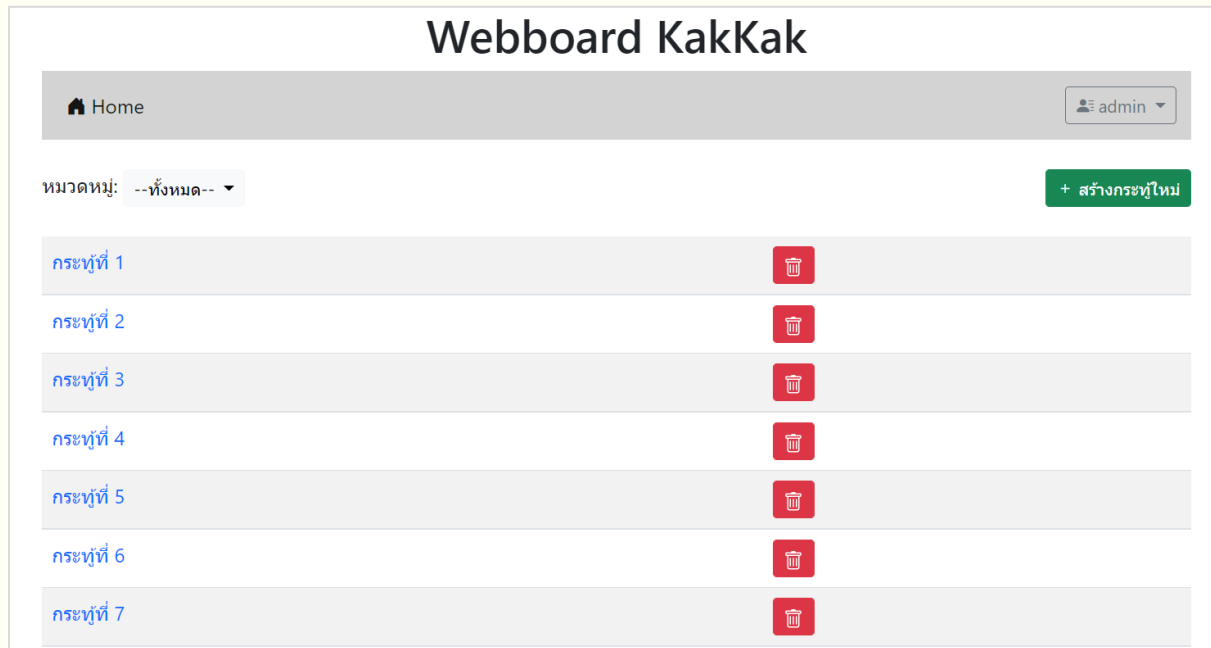 Webboard KakKak
Home admin
หมวดหมู่: --ทั้งหมด-- + สร้างกระทู้ใหม่
กระทู้ที่ 1
กระทู้ที่ 2
กระทู้ที่ 3
กระทู้ที่ 4
กระทู้ที่ 5
กระทู้ที่ 6
กระทู้ที่ 7